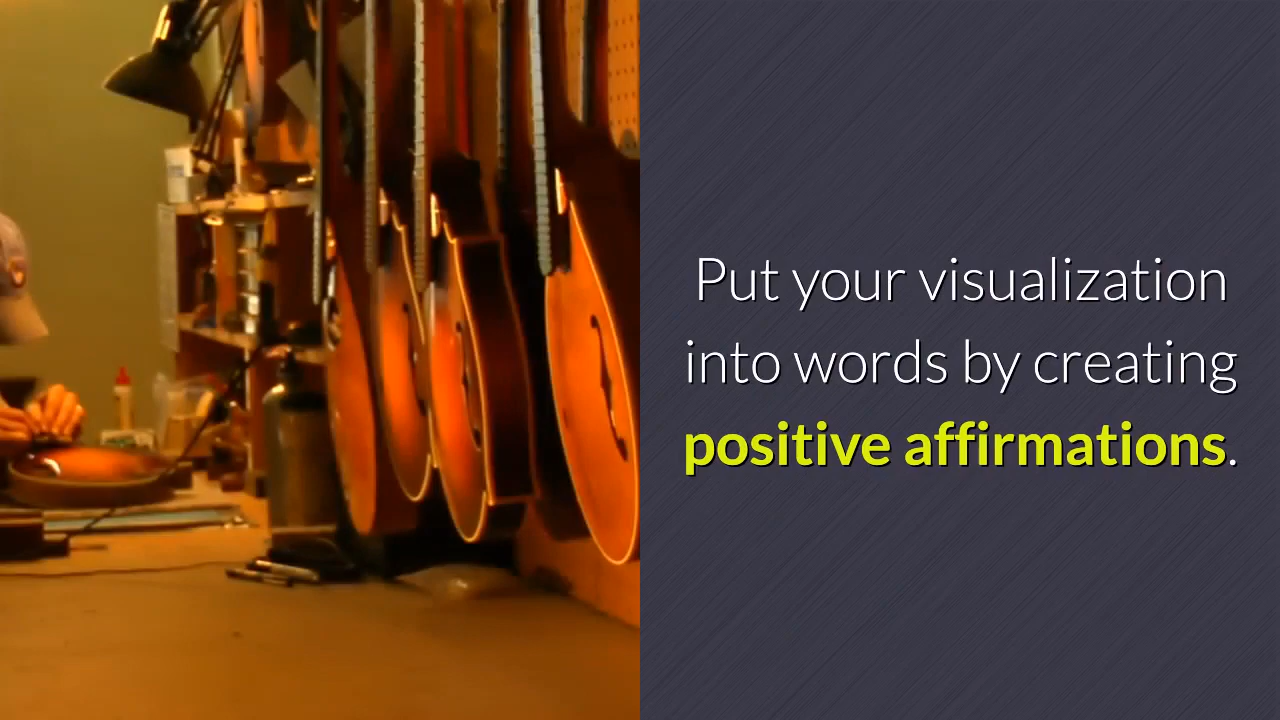 Put your visualization
into words by creating
positive affirmations.